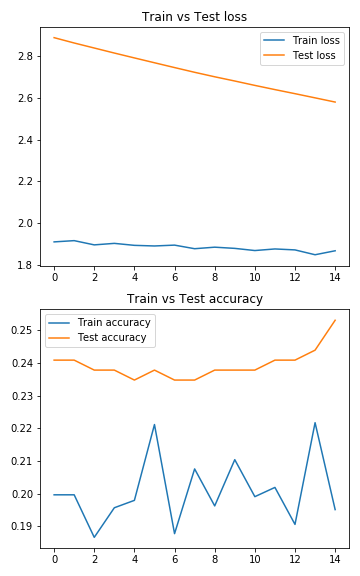 Train vs Test loss
Train loss
Test loss
2.8
2.6
2.4
2.2
2.0
1.8
0 2 4 6 8 10 12 14
Train vs Test accuracy
Train accuracy
Test accuracy
0.25
0.24
0.23
0.22
0.21
0.20
0.19
0 2 4 6 8 10 12 14